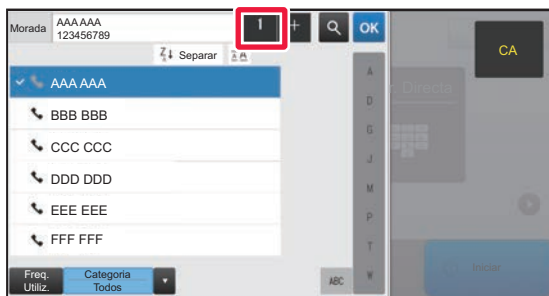 Morada AAA AAA 1 + OK
123456789
CA
Z↓ Separar
AAA AAA
BBB BBB
CCC CCC
DDD DDD
EEE EEE
FFF FFF
A
D
G
J
M
P
T
W
Directa
Freq. Utiliz.
Categoria
Todos
▼
ABC
Iniciar